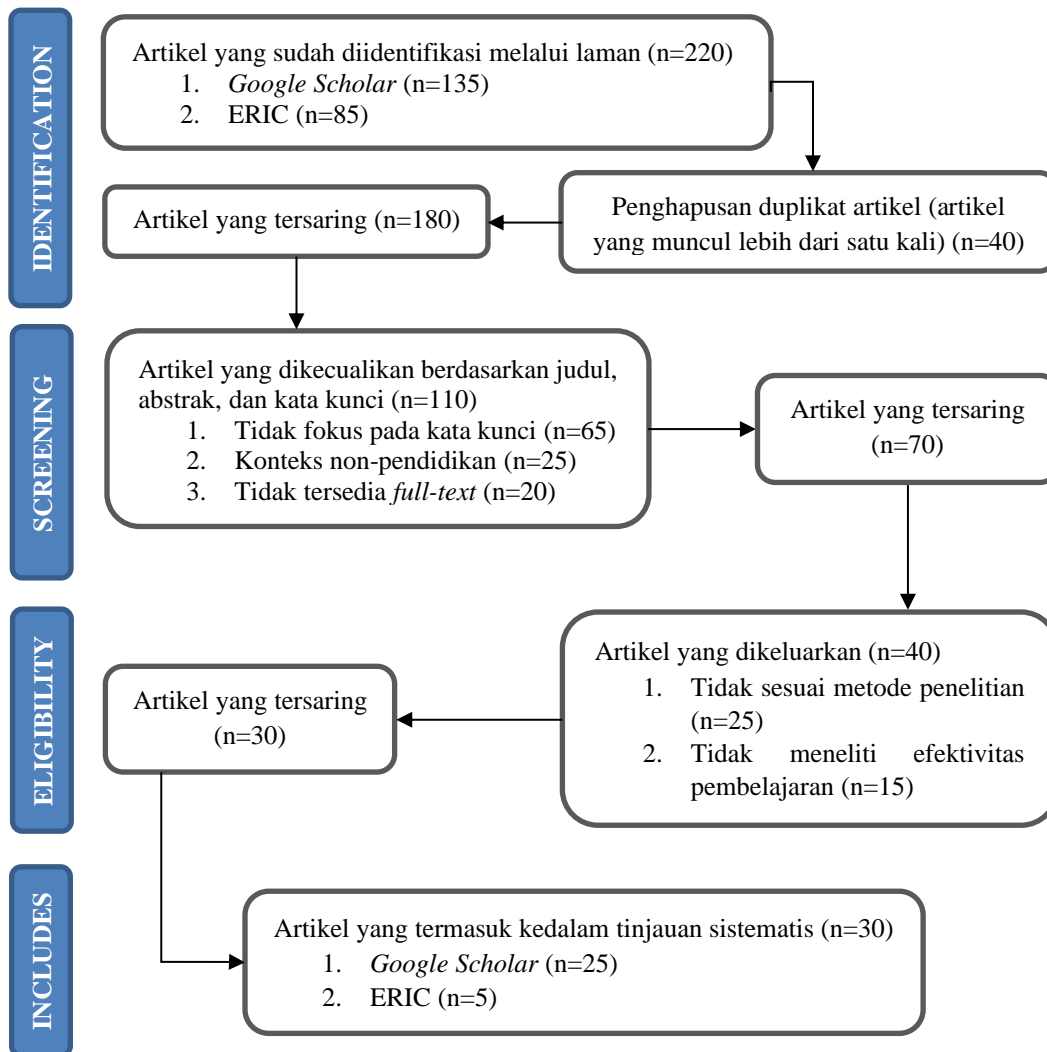 IDENTIFICATION
Artikel yang sudah diidentifikasi melalui laman (n=220)
1. Google Scholar (n=135)
2. ERIC (n=85)
Penghapusan duplikat artikel (artikel
yang muncul lebih dari satu kali) (n=40)
Artikel yang tersaring (n=180)
SCREENING
Artikel yang dikecualikan berdasarkan judul,
abstrak, dan kata kunci (n=110)
1. Tidak fokus pada kata kunci (n=65)
2. Konteks non-pendidikan (n=25)
3. Tidak tersedia full-text (n=20)
Artikel yang tersaring
(n=70)
ELIGIBILITY
Artikel yang dikeluarkan (n=40)
1. Tidak sesuai metode penelitian
(n=25)
2. Tidak meneliti efektivitas
pembelajaran (n=15)
Artikel yang tersaring
(n=30)
INCLUDES
Artikel yang termasuk kedalam tinjauan sistematis (n=30)
1. Google Scholar (n=25)
2. ERIC (n=5)